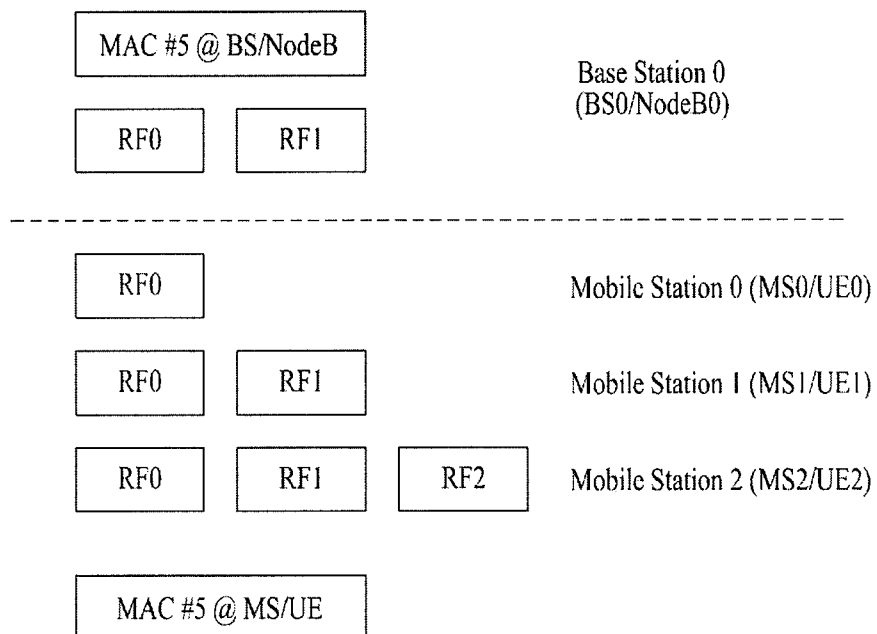 MAC #5 @ BS/NodeB
Base Station 0
(BS0/NodeB0)
RF0 RF1
RF0 Mobile Station 0 (MS0/UE0)
RF0 RF1 Mobile Station 1 (MS1/UE1)
RF0 RF1 RF2 Mobile Station 2 (MS2/UE2)
MAC #5 @ MS/UE